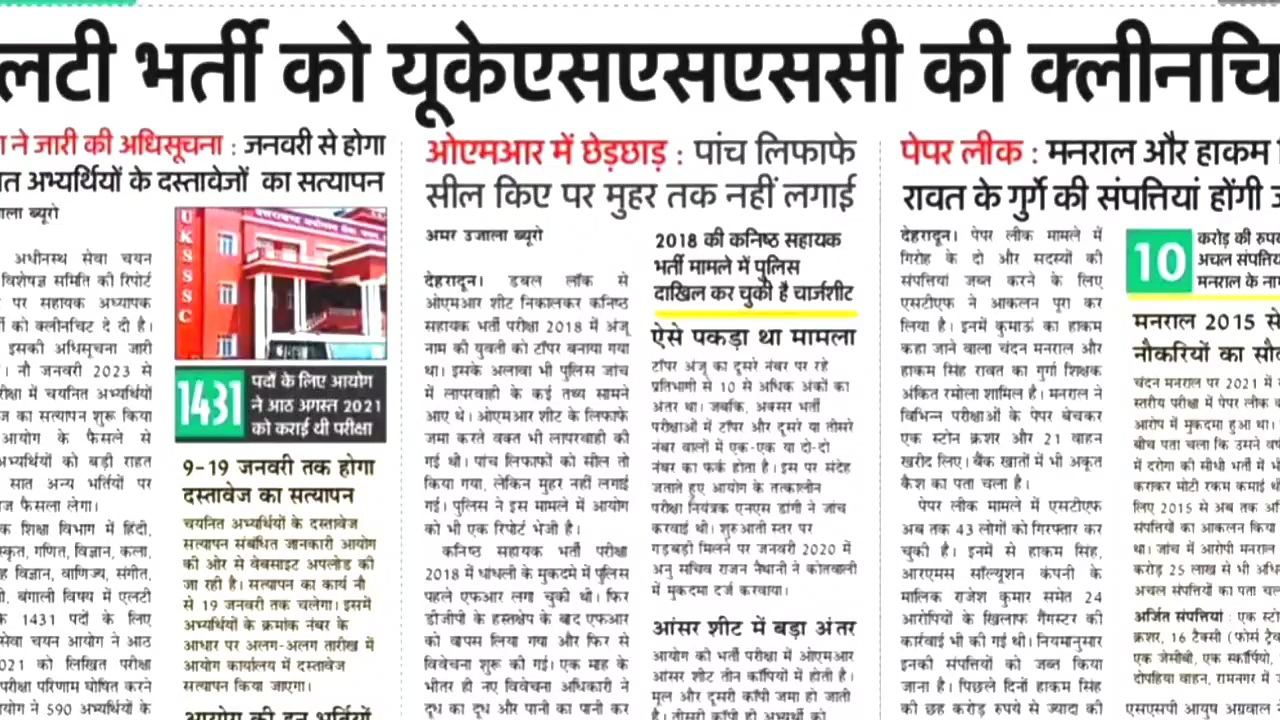 लटी भर्ती को यूकेएसएसएससी की क्लीनचि
ने जारी की अधिसूचना : जनवरी से होगा
त अभ्यर्थियों के दस्तावेजों का सत्यापन
ाला ब्यूरो
अधीनस्थ सेवा चयन
विशेषज्ञ समिति की रिपोर्ट
पर सहायक अध्यापक
को क्लीनचिट दे दी है।
इसकी अधिसूचना जारी
नौ जनवरी 2023 से
रीक्षा में चयनित अभ्यर्थियों
ज का सत्यापन शुरू किया
आयोग के फैसले से
भ्यर्थियों को बड़ी राहत
सात अन्य भर्तियों पर
ज फैसला लेगा।
क शिक्षा विभाग में हिंदी,
स्कृत, गणित, विज्ञान, कला,
ह विज्ञान, वाणिज्य, संगीत,
बंगाली विषय में एलटी
के 1431 पदों के लिए
सेवा चयन आयोग ने आठ
021 को लिखित परीक्षा
परीक्षा परिणाम घोषित करने
योग ने 590 अभ्यर्थियों के
UKSSSC
1431
पदों के लिए आयोग
ने आठ अगस्त 2021
को कराई थी परीक्षा
9-19 जनवरी तक होगा
दस्तावेज का सत्यापन
चयनित अभ्यर्थियों के दस्तावेज
सत्यापन संबंधित जानकारी आयोग
की ओर से वेबसाइट अपलोड की
जा रही है। सत्यापन का कार्य नौ
से 19 जनवरी तक चलेगा। इसमें
अभ्यर्थियों के क्रमांक नंबर के
आधार पर अलग-अलग तारीख में
आयोग कार्यालय में दस्तावेज
सत्यापन किया जाएगा।
आयोग की इन भर्तियों
ओएमआर में छेड़छाड़ : पांच लिफाफे
सील किए पर मुहर तक नहीं लगाई
अमर उजाला ब्यूरो
देहरादून। डबल लॉक से
ओएमआर शीट निकालकर कनिष्ठ
सहायक भर्ती परीक्षा 2018 में अंजू
नाम की युवती को टॉपर बनाया गया
था। इसके अलावा भी पुलिस जांच
में लापरवाही के कई तथ्य सामने
आए थे। ओएमआर शीट के लिफाफे
जमा करते वक्त भी लापरवाही की
गई थी। पांच लिफाफों को सील तो
किया गया, लेकिन मुहर नहीं लगाई
गई। पुलिस ने इस मामले में आयोग
को भी एक रिपोर्ट भेजी है।
कनिष्ठ सहायक भर्ती परीक्षा
2018 में धांधली के मुकदमे में पुलिस
पहले एफआर लगा चुकी थी। फिर
डीजीपी के हस्तक्षेप के बाद एफआर
को वापस लिया गया और फिर से
विवेचना शुरू की गई। एक माह के
भीतर ही नए विवेचना अधिकारी ने
दूध का दूध और पानी का पानी कर
2018 की कनिष्ठ सहायक
भर्ती मामले में पुलिस
दाखिल कर चुकी है चार्जशीट
ऐसे पकड़ा था मामला
टॉपर अंजू का दूसरे नंबर पर रहे
प्रतिभागी से 10 से अधिक अंकों का
अंतर था। जबकि, अक्सर भर्ती
परीक्षाओं में टॉपर और दूसरे या तीसरे
नंबर वालों में एक-एक या दो-दो
नंबर का फर्क होता है। इस पर संदेह
जताते हुए आयोग के तत्कालीन
परीक्षा नियंत्रक एनएस डांगी ने जांच
करवाई थी। शुरुआती स्तर पर
गड़बड़ी मिलने पर जनवरी 2020 में
अनु सचिव राजन नैथानी ने कोतवाली
में मुकदमा दर्ज करवाया।
आंसर शीट में बड़ा अंतर
आयोग की भर्ती परीक्षा में ओएमआर
आंसर शीट तीन कॉपियों में होती है।
मूल और दूसरी कॉपी जमा हो जाती
है। तीसरी कॉपी ही अभ्यर्थी को
पेपर लीक : मनराल और हाकम
रावत के गुर्गे की संपत्तियां होंगी
देहरादून। पेपर लीक मामले में
गिरोह के दो और सदस्यों की
संपत्तियां जब्त करने के लिए
एसटीएफ ने आकलन पूरा कर
लिया है। इनमें कुमाऊं का हाकम
कहा जाने वाला चंदन मनराल और
हाकम सिंह रावत का गुर्गा शिक्षक
अंकित रमोला शामिल है। मनराल ने
विभिन्न परीक्षाओं के पेपर बेचकर
एक स्टोन क्रशर और 21 वाहन
खरीद लिए। बैंक खातों में भी अकूत
कैश का पता चला है।
पेपर लीक मामले में एसटीएफ
अब तक 43 लोगों को गिरफ्तार कर
चुकी है। इनमें से हाकम सिंह,
आरएमस सॉल्यूशन कंपनी के
मालिक राजेश कुमार समेत 24
आरोपियों के खिलाफ गैंगस्टर की
कार्रवाई भी की गई थी। नियमानुसार
इनकी संपत्तियों को जब्त किया
जाना है। पिछले दिनों हाकम सिंह
की छह करोड़ रुपये से ज्यादा की
10
करोड़ की रुप
अचल संपत्ति
मनराल के ना
मनराल 2015 से
नौकरियों का सौ
चंदन मनराल पर 2021 में
स्तरीय परीक्षा में पेपर लीक
आरोप में मुकदमा हुआ था।
बीच पता चला कि उसने
में दरोगा की सीधी भर्ती में भ
कराकर मोटी रकम कमाई थी
लिए 2015 से अब तक अ
संपत्तियों का आकलन किया
था। जांच में आरोपी मनराल
करोड़ 25 लाख से भी अधि
अचल संपत्तियों का पता चल
अर्जित संपत्तियां : एक स्टो
क्रशर, 16 टैक्सी (फोर्स ट्रै
एक जेसीबी, एक स्कॉर्पियो,
दोपहिया वाहन, रामनगर में
एसएसपी आयुष अग्रवाल